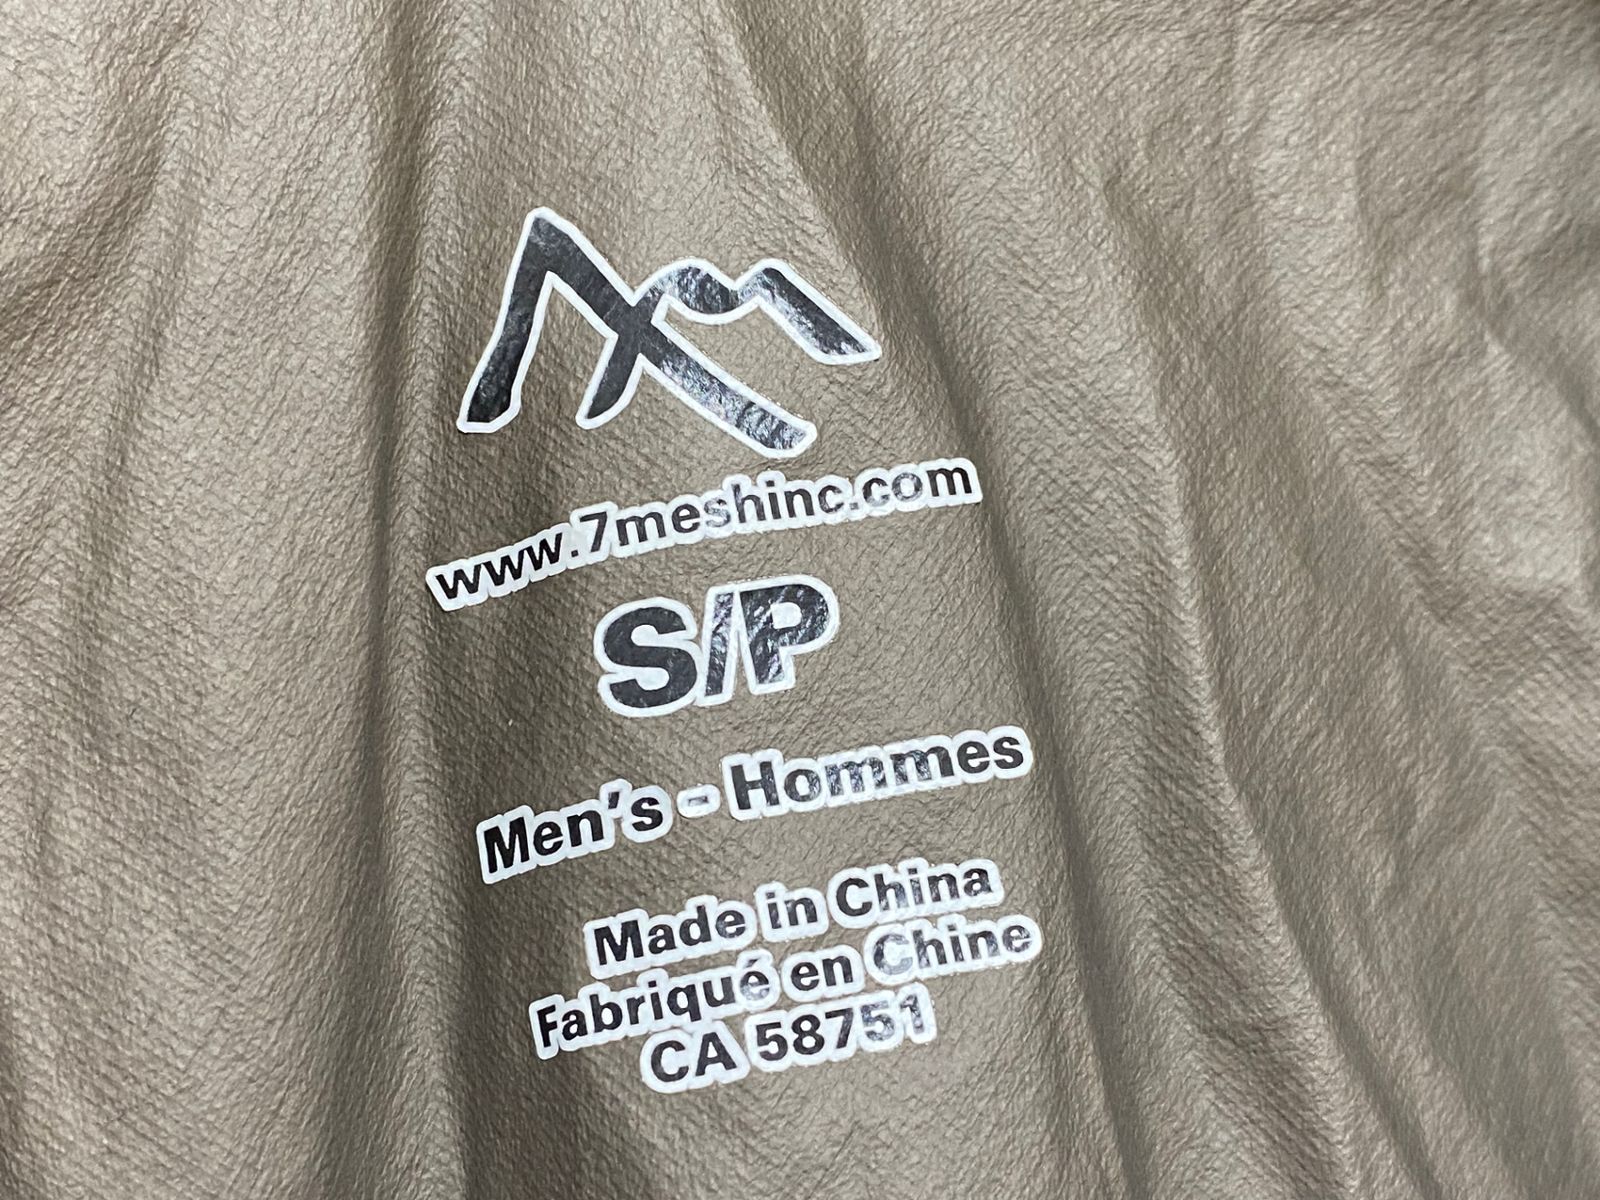 www.7meshinc.com
S/P
Men's - Hommes
Made in China
Fabriqué en Chine
CA 58751